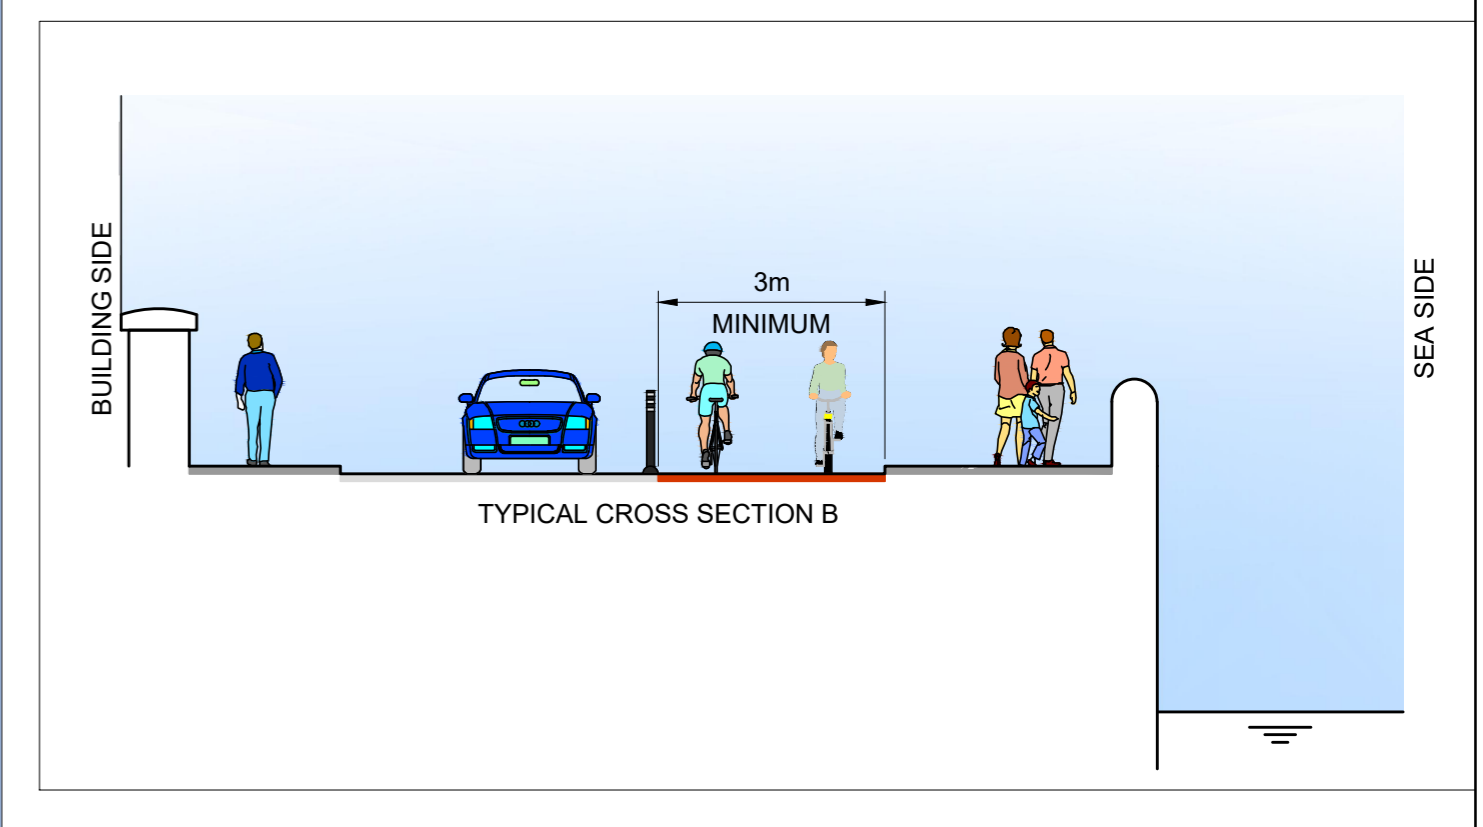 BUILDING SIDE
3m
MINIMUM
SEA SIDE
TYPICAL CROSS SECTION B